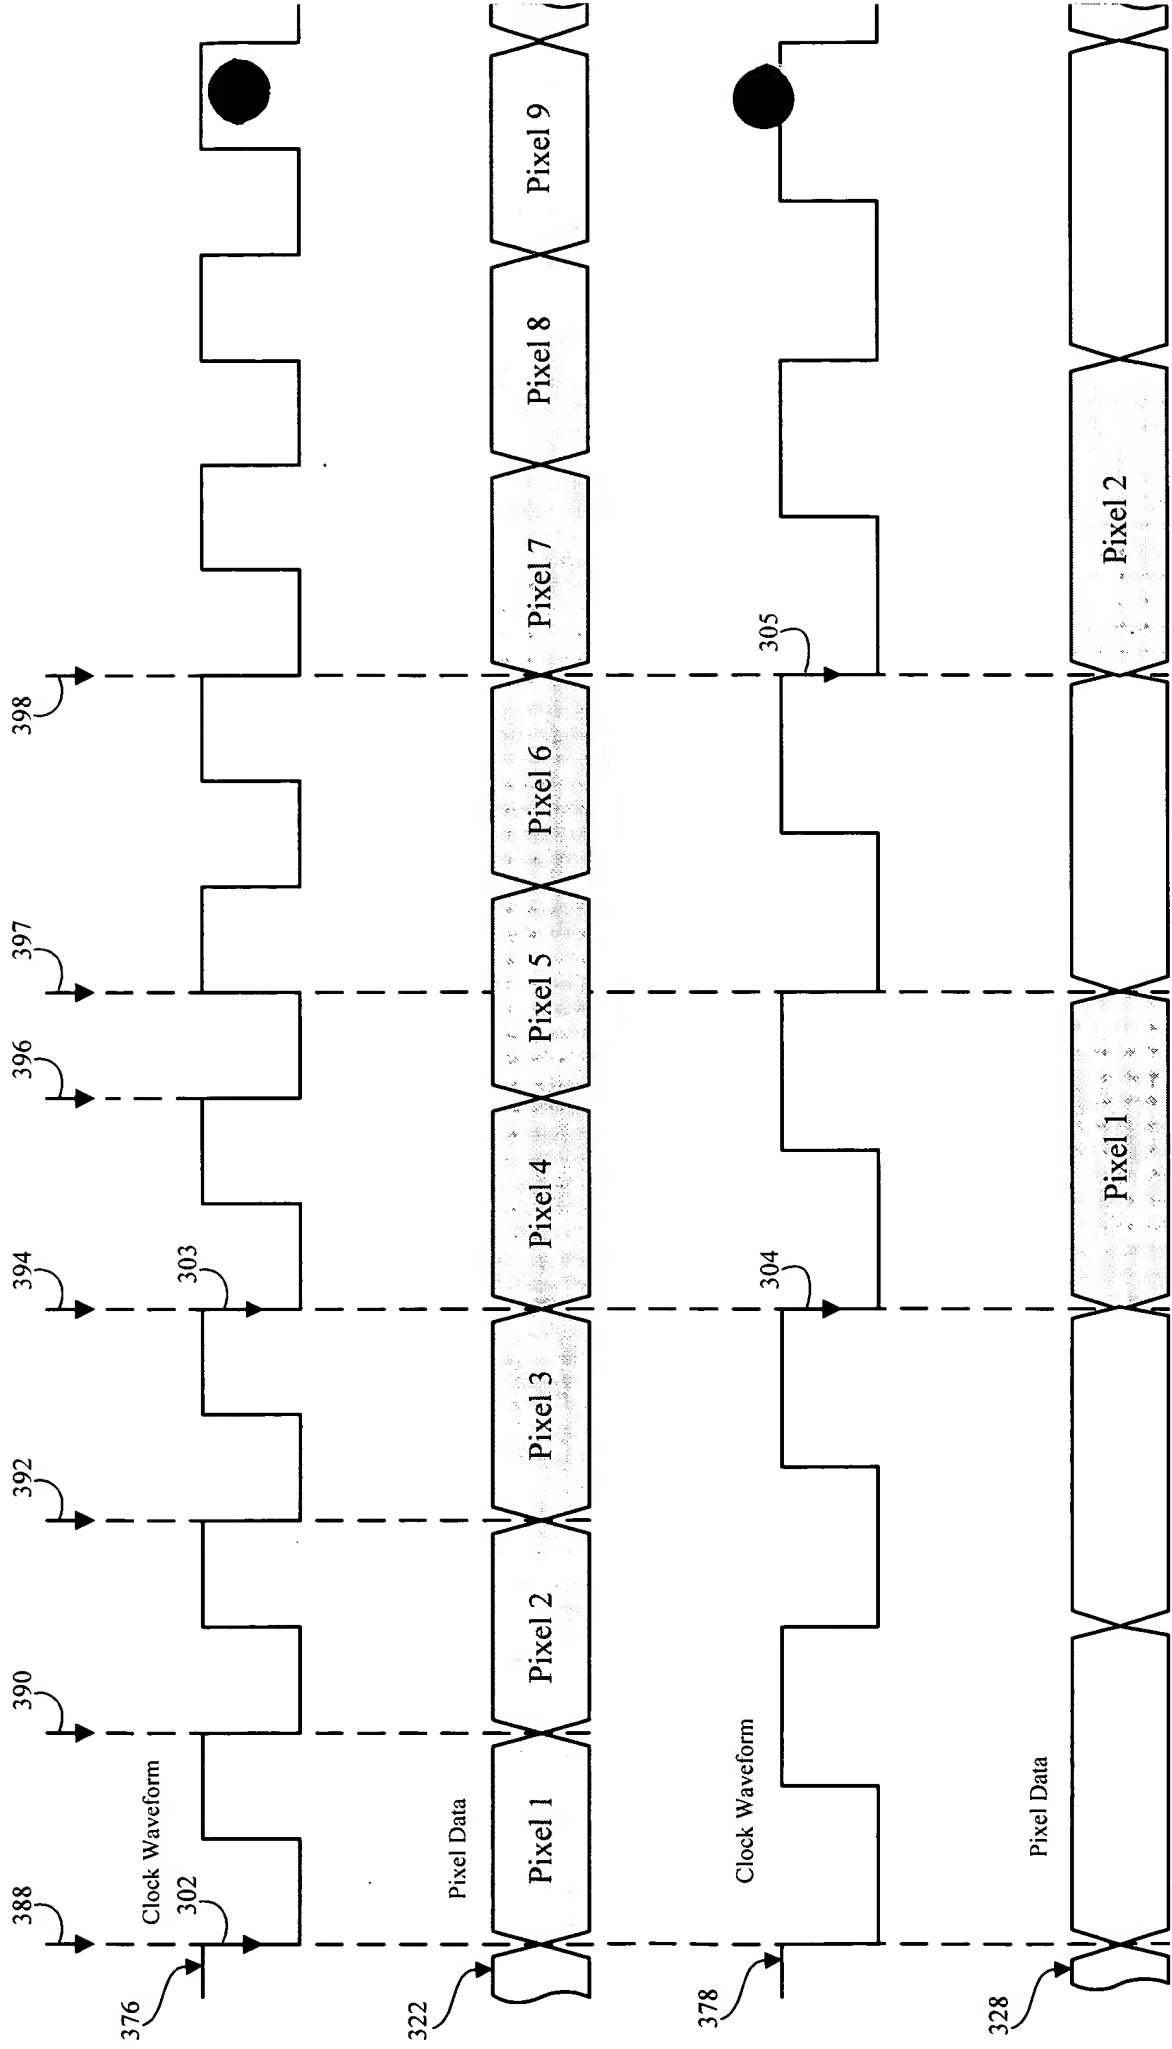 388
390
392
394
396
397
398
376
Clock Waveform
302
303
322
Pixel Data
Pixel 1
Pixel 2
Pixel 3
Pixel 4
Pixel 5
Pixel 6
Pixel 7
Pixel 8
Pixel 9
378
Clock Waveform
304
305
328
Pixel Data
Pixel 1
Pixel 2